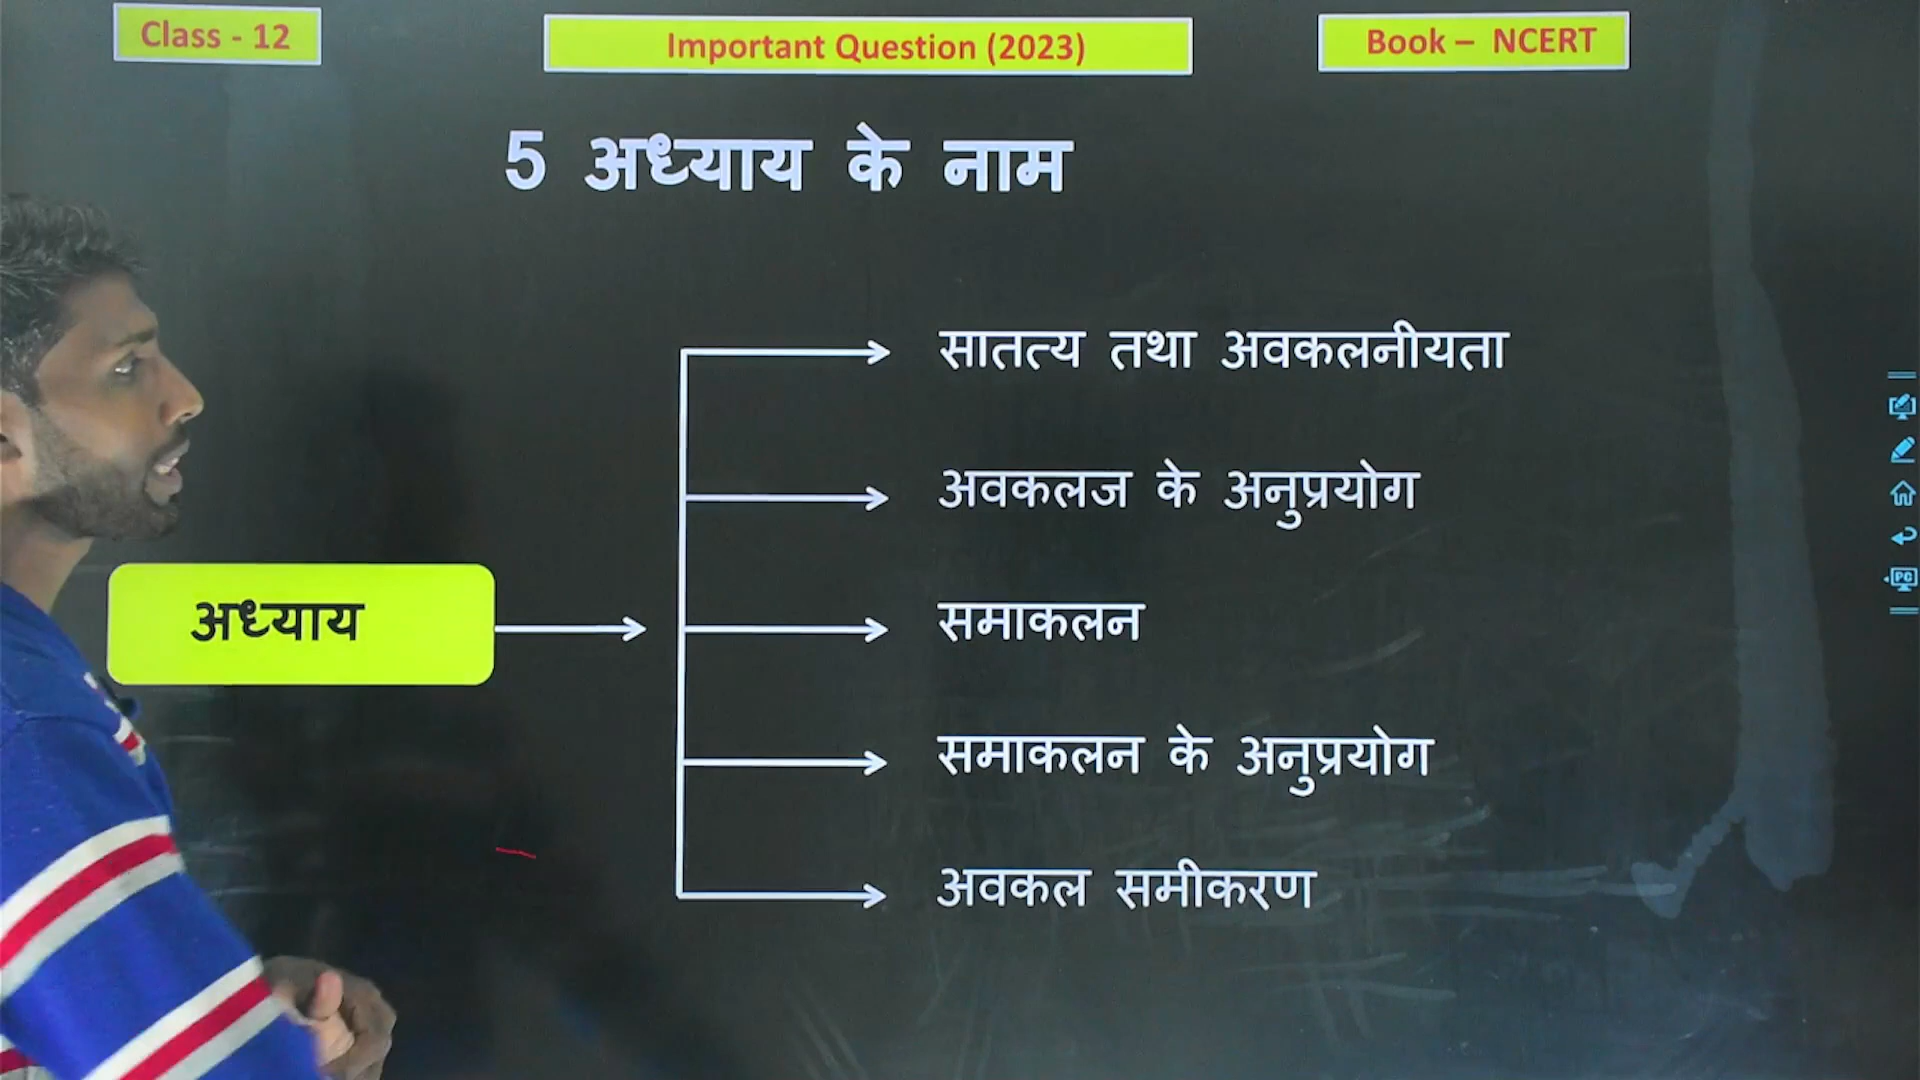 Class - 12
Important Question (2023)
Book – NCERT
5 अध्याय के नाम
सातत्य तथा अवकलनीयता
अवकलज के अनुप्रयोग
अध्याय
समाकलन
समाकलन के अनुप्रयोग
अवकल समीकरण
PC